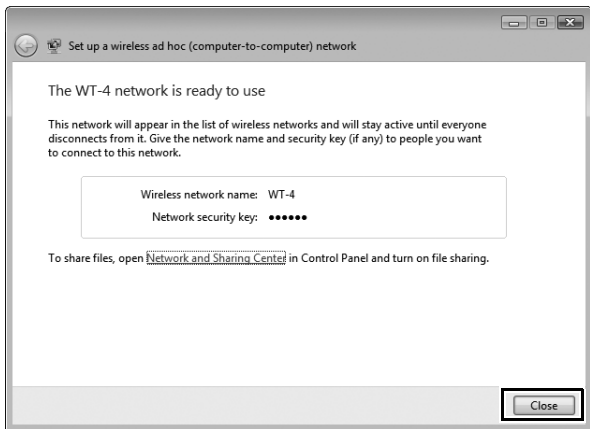 Set up a wireless ad hoc (computer-to-computer) network
The WT-4 network is ready to use
This network will appear in the list of wireless networks and will stay active until everyone
disconnects from it. Give the network name and security key (if any) to people you want
to connect to this network.
Wireless network name: WT-4
Network security key: ●●●●●●
To share files, open Network and Sharing Center in Control Panel and turn on file sharing.
Close